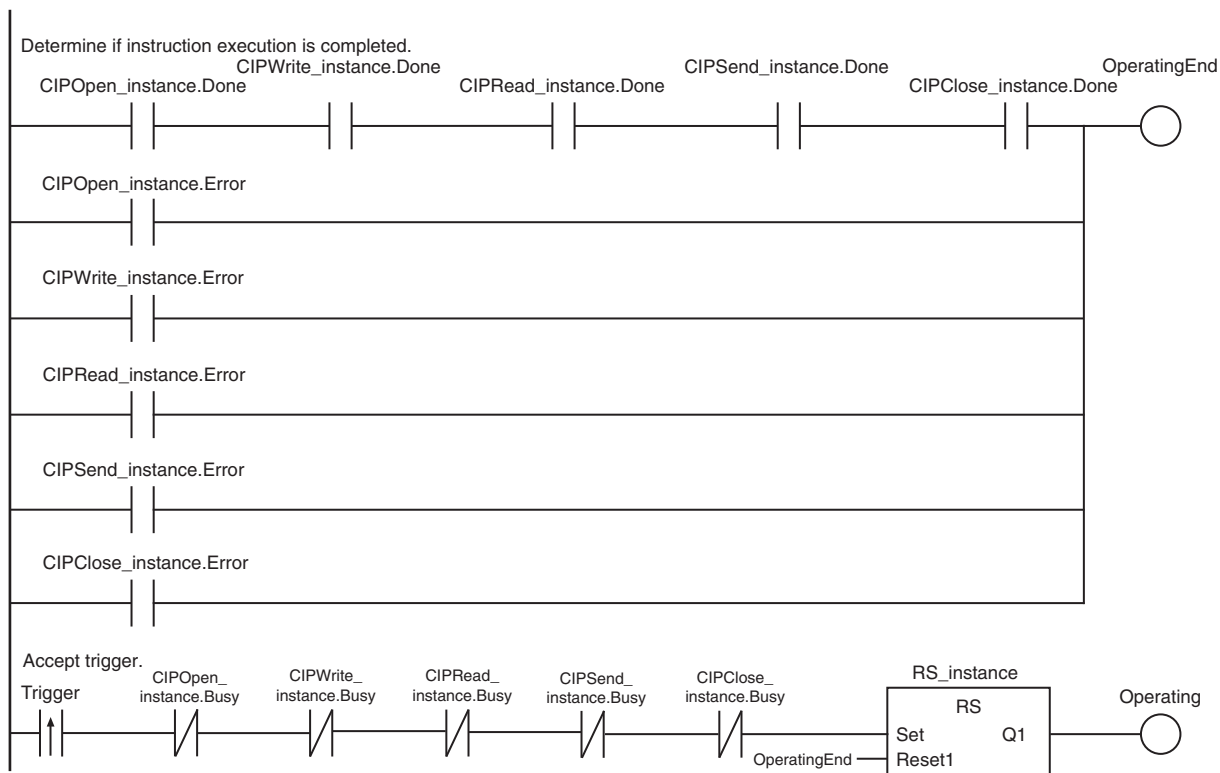 Determine if instruction execution is completed.
CIPOpen_instance.Done
CIPWrite_instance.Done
CIPRead_instance.Done
CIPSend_instance.Done
CIPClose_instance.Done
OperatingEnd
CIPOpen_instance.Error
CIPWrite_instance.Error
CIPRead_instance.Error
CIPSend_instance.Error
CIPClose_instance.Error
Accept trigger.
Trigger
CIPOpen_
instance.Busy
CIPWrite_
instance.Busy
CIPRead_
instance.Busy
CIPSend_
instance.Busy
CIPClose_
instance.Busy
RS_instance
RS
Set
Q1
OperatingEnd
Reset1
Operating